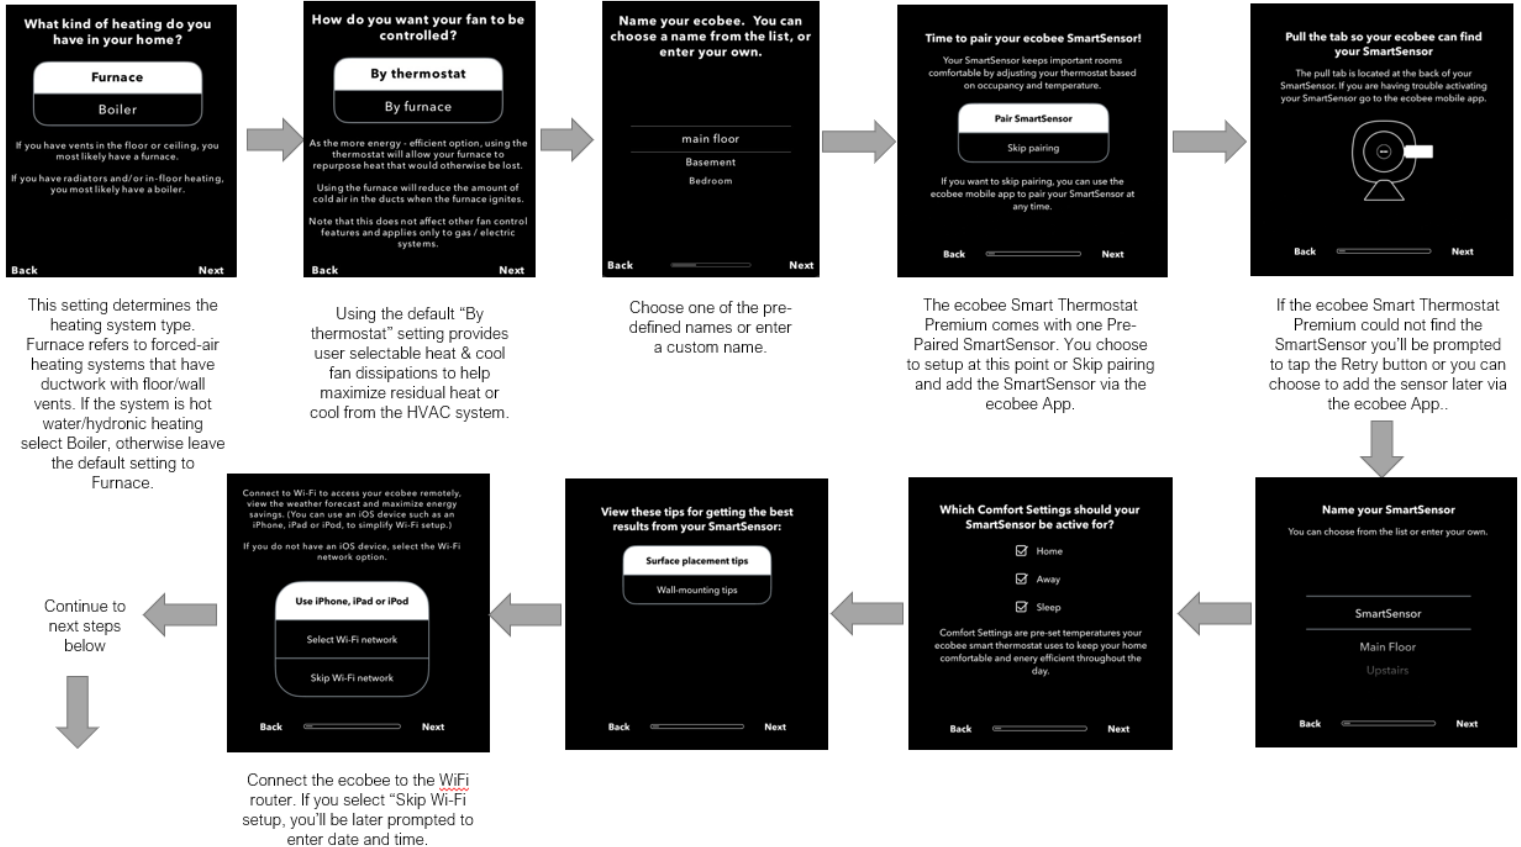 What kind of heating do you
have in your home?
Furnace
Boiler
If you have vents in the floor or ceiling, you
most likely have a furnace.
If you have radiators and/or in-floor heating,
you most likely have a boiler.
Back
Next
This setting determines the
heating system type.
Furnace refers to forced-air
heating systems that have
ductwork with floor/wall
vents. If the system is hot
water/hydronic heating
select Boiler, otherwise leave
the default setting to
Furnace.
How do you want your fan to be
controlled?
By thermostat
By furnace
As the more energy - efficient option, using the
thermostat will allow your furnace to
repurpose heat that would otherwise be lost.
Using the furnace will reduce the amount of
cold air in the ducts when the furnace ignites.
Note that this does not affect other fan control
features and applies only to gas / electric
systems.
Back
Next
Using the default “By
thermostat” setting provides
user selectable heat & cool
fan dissipations to help
maximize residual heat or
cool from the HVAC system.
Name your ecobee. You can
choose a name from the list, or
enter your own.
main floor
Basement
Bedroom
Back
Next
Choose one of the pre-
defined names or enter
a custom name.
Time to pair your ecobee SmartSensor!
Your SmartSensor keeps important rooms
comfortable by adjusting your thermostat based
on occupancy and temperature.
Pair SmartSensor
Skip pairing
If you want to skip pairing, you can use the
ecobee mobile app to pair your SmartSensor at
any time.
Back
Next
The ecobee Smart Thermostat
Premium comes with one Pre-
Paired SmartSensor. You choose
to setup at this point or Skip pairing
and add the SmartSensor via the
ecobee App.
Pull the tab so your ecobee can find
your SmartSensor
The pull tab is located at the back of your
SmartSensor. If you are having trouble activating
your SmartSensor go to the ecobee mobile app.
Back
Next
If the ecobee Smart Thermostat
Premium could not find the
SmartSensor you’ll be prompted
to tap the Retry button or you can
choose to add the sensor later via
the ecobee App..
Name your SmartSensor
You can choose from the list or enter your own.
SmartSensor
Main Floor
Upstairs
Back
Next
Which Comfort Settings should your
SmartSensor be active for?
Home
Away
Sleep
Comfort Settings are pre-set temperatures your
ecobee smart thermostat uses to keep your home
comfortable and enery efficient throughout the
day.
Back
Next
View these tips for getting the best
results from your SmartSensor:
Surface placement tips
Wall-mounting tips
Back
Next
Connect to Wi-Fi to access your ecobee remotely,
view the weather forecast and maximize energy
savings. (You can use an iOS device such as an
iPhone, iPad or iPod, to simplify Wi-Fi setup.)
If you do not have an iOS device, select the Wi-Fi
network option.
Use iPhone, iPad or iPod
Select Wi-Fi network
Skip Wi-Fi network
Back
Next
Connect the ecobee to the WiFi
router. If you select “Skip Wi-Fi
setup, you’ll be later prompted to
enter date and time.
Continue to
next steps
below